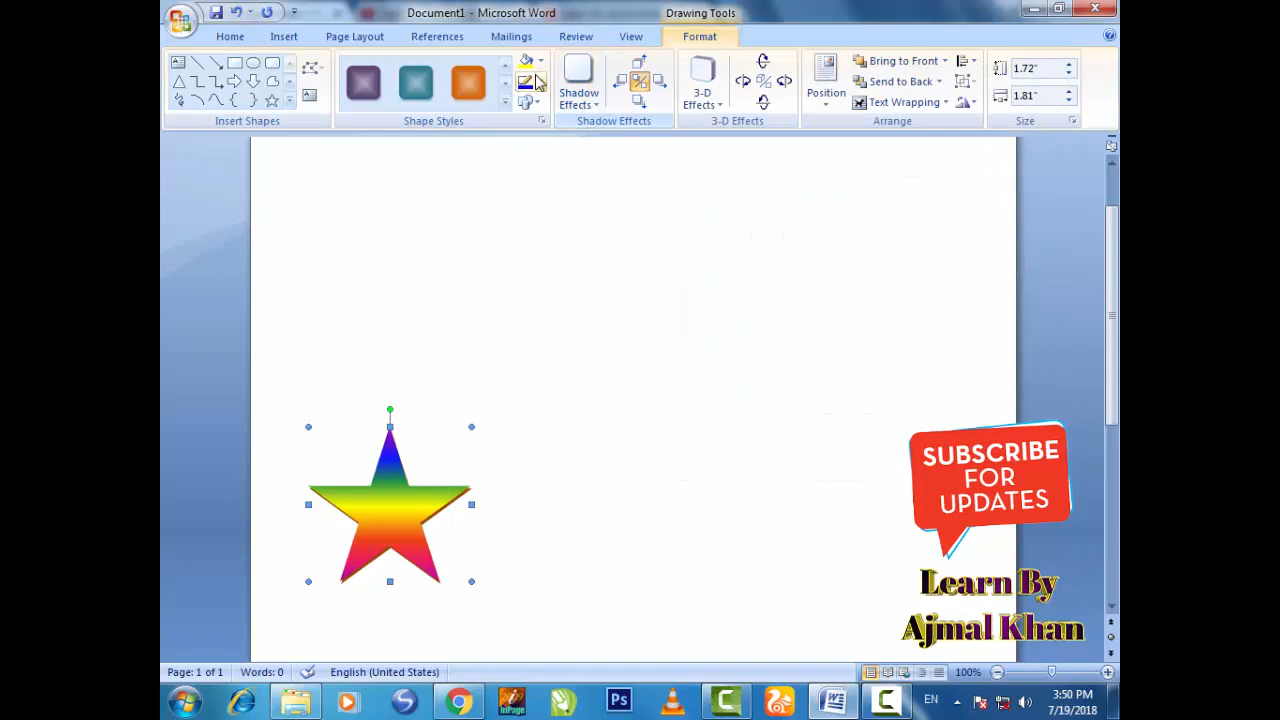 Document1 - Microsoft Word
Drawing Tools
Home Insert Page Layout References Mailings Review View Format
Shadow Effects
3-D Effects
Position
Bring to Front
Send to Back
Text Wrapping
1.72"
1.81"
Insert Shapes
Shape Styles
Shadow Effects
3-D Effects
Arrange
Size
SUBSCRIBE
FOR
UPDATES
Learn By
Ajmal Khan
Page: 1 of 1
Words: 0
English (United States)
100%
InPage
Ps
EN
3:50 PM
7/19/2018